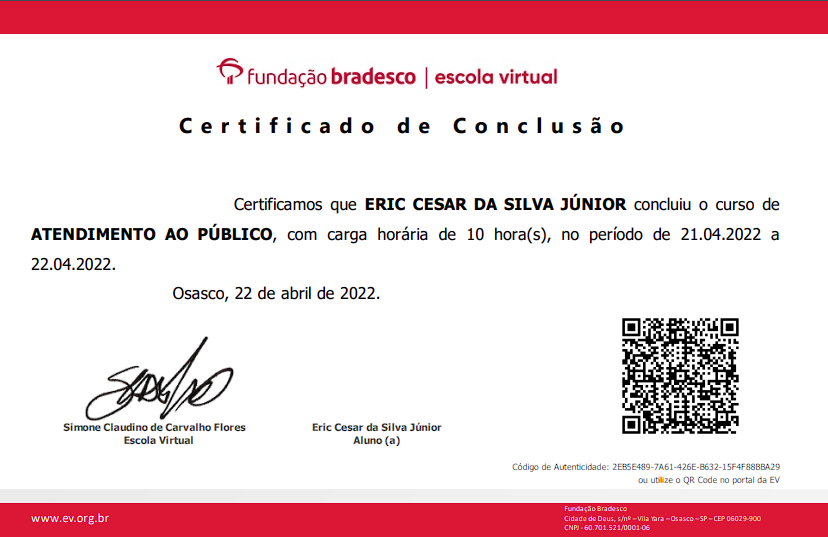 fundação bradesco | escola virtual
Certificado de Conclusão
Certificamos que ERIC CESAR DA SILVA JÚNIOR concluiu o curso de
ATENDIMENTO AO PÚBLICO, com carga horária de 10 hora(s), no período de 21.04.2022 a
22.04.2022.
Osasco, 22 de abril de 2022.
Simone Claudino de Carvalho Flores
Escola Virtual
Eric Cesar da Silva Júnior
Aluno (a)
Código de Autenticidade: 2EB5E489-7A61-426E-B632-15F4F88BBA29
ou utilize o QR Code no portal da EV
www.ev.org.br
Fundação Bradesco
Cidade de Deus, s/nº – Vila Yara – Osasco – SP – CEP 06029-900
CNPJ - 60.701.521/0001-06